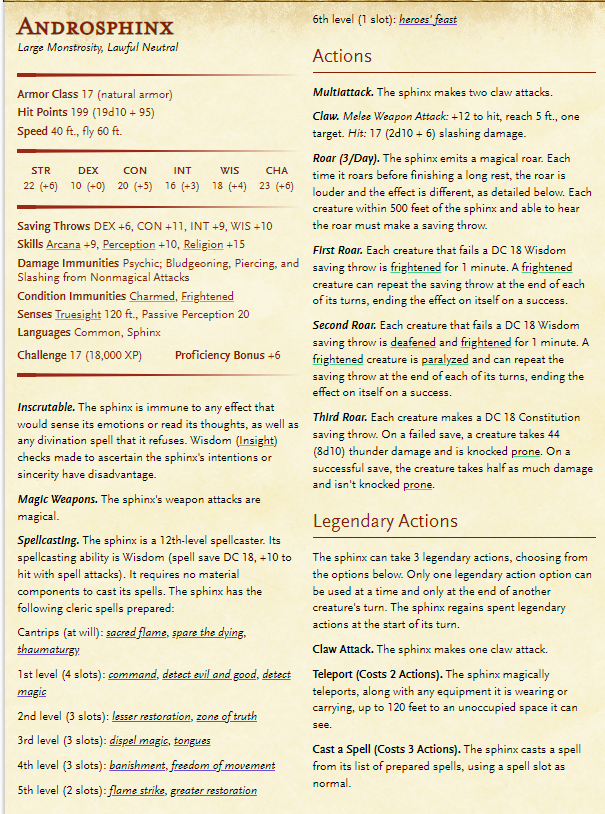 Androsphinx
Large Monstrosity, Lawful Neutral
Armor Class 17 (natural armor)
Hit Points 199 (19d10 + 95)
Speed 40 ft., fly 60 ft.
STR DEX CON INT WIS CHA
22 (+6) 10 (+0) 20 (+5) 16 (+3) 18 (+4) 23 (+6)
Saving Throws DEX +6, CON +11, INT +9, WIS +10
Skills Arcana +9, Perception +10, Religion +15
Damage Immunities Psychic; Bludgeoning, Piercing, and
Slashing from Nonmagical Attacks
Condition Immunities Charmed, Frightened
Senses Truesight 120 ft., Passive Perception 20
Languages Common, Sphinx
Challenge 17 (18,000 XP) Proficiency Bonus +6
Inscrutable. The sphinx is immune to any effect that
would sense its emotions or read its thoughts, as well as
any divination spell that it refuses. Wisdom (Insight)
checks made to ascertain the sphinx's intentions or
sincerity have disadvantage.
Magic Weapons. The sphinx's weapon attacks are
magical.
Spellcasting. The sphinx is a 12th-level spellcaster. Its
spellcasting ability is Wisdom (spell save DC 18, +10 to
hit with spell attacks). It requires no material
components to cast its spells. The sphinx has the
following cleric spells prepared:
Cantrips (at will): sacred flame, spare the dying,
thaumaturgy
1st level (4 slots): command, detect evil and good, detect
magic
2nd level (3 slots): lesser restoration, zone of truth
3rd level (3 slots): dispel magic, tongues
4th level (3 slots): banishment, freedom of movement
5th level (2 slots): flame strike, greater restoration
6th level (1 slot): heroes' feast
Actions
Multiattack. The sphinx makes two claw attacks.
Claw. Melee Weapon Attack: +12 to hit, reach 5 ft., one
target. Hit: 17 (2d10 + 6) slashing damage.
Roar (3/Day). The sphinx emits a magical roar. Each
time it roars before finishing a long rest, the roar is
louder and the effect is different, as detailed below. Each
creature within 500 feet of the sphinx and able to hear
the roar must make a saving throw.
First Roar. Each creature that fails a DC 18 Wisdom
saving throw is frightened for 1 minute. A frightened
creature can repeat the saving throw at the end of each
of its turns, ending the effect on itself on a success.
Second Roar. Each creature that fails a DC 18 Wisdom
saving throw is deafened and frightened for 1 minute. A
frightened creature is paralyzed and can repeat the
saving throw at the end of each of its turns, ending the
effect on itself on a success.
Third Roar. Each creature makes a DC 18 Constitution
saving throw. On a failed save, a creature takes 44
(8d10) thunder damage and is knocked prone. On a
successful save, the creature takes half as much damage
and isn't knocked prone.
Legendary Actions
The sphinx can take 3 legendary actions, choosing from
the options below. Only one legendary action option can
be used at a time and only at the end of another
creature's turn. The sphinx regains spent legendary
actions at the start of its turn.
Claw Attack. The sphinx makes one claw attack.
Teleport (Costs 2 Actions). The sphinx magically
teleports, along with any equipment it is wearing or
carrying, up to 120 feet to an unoccupied space it can
see.
Cast a Spell (Costs 3 Actions). The sphinx casts a spell
from its list of prepared spells, using a spell slot as
normal.